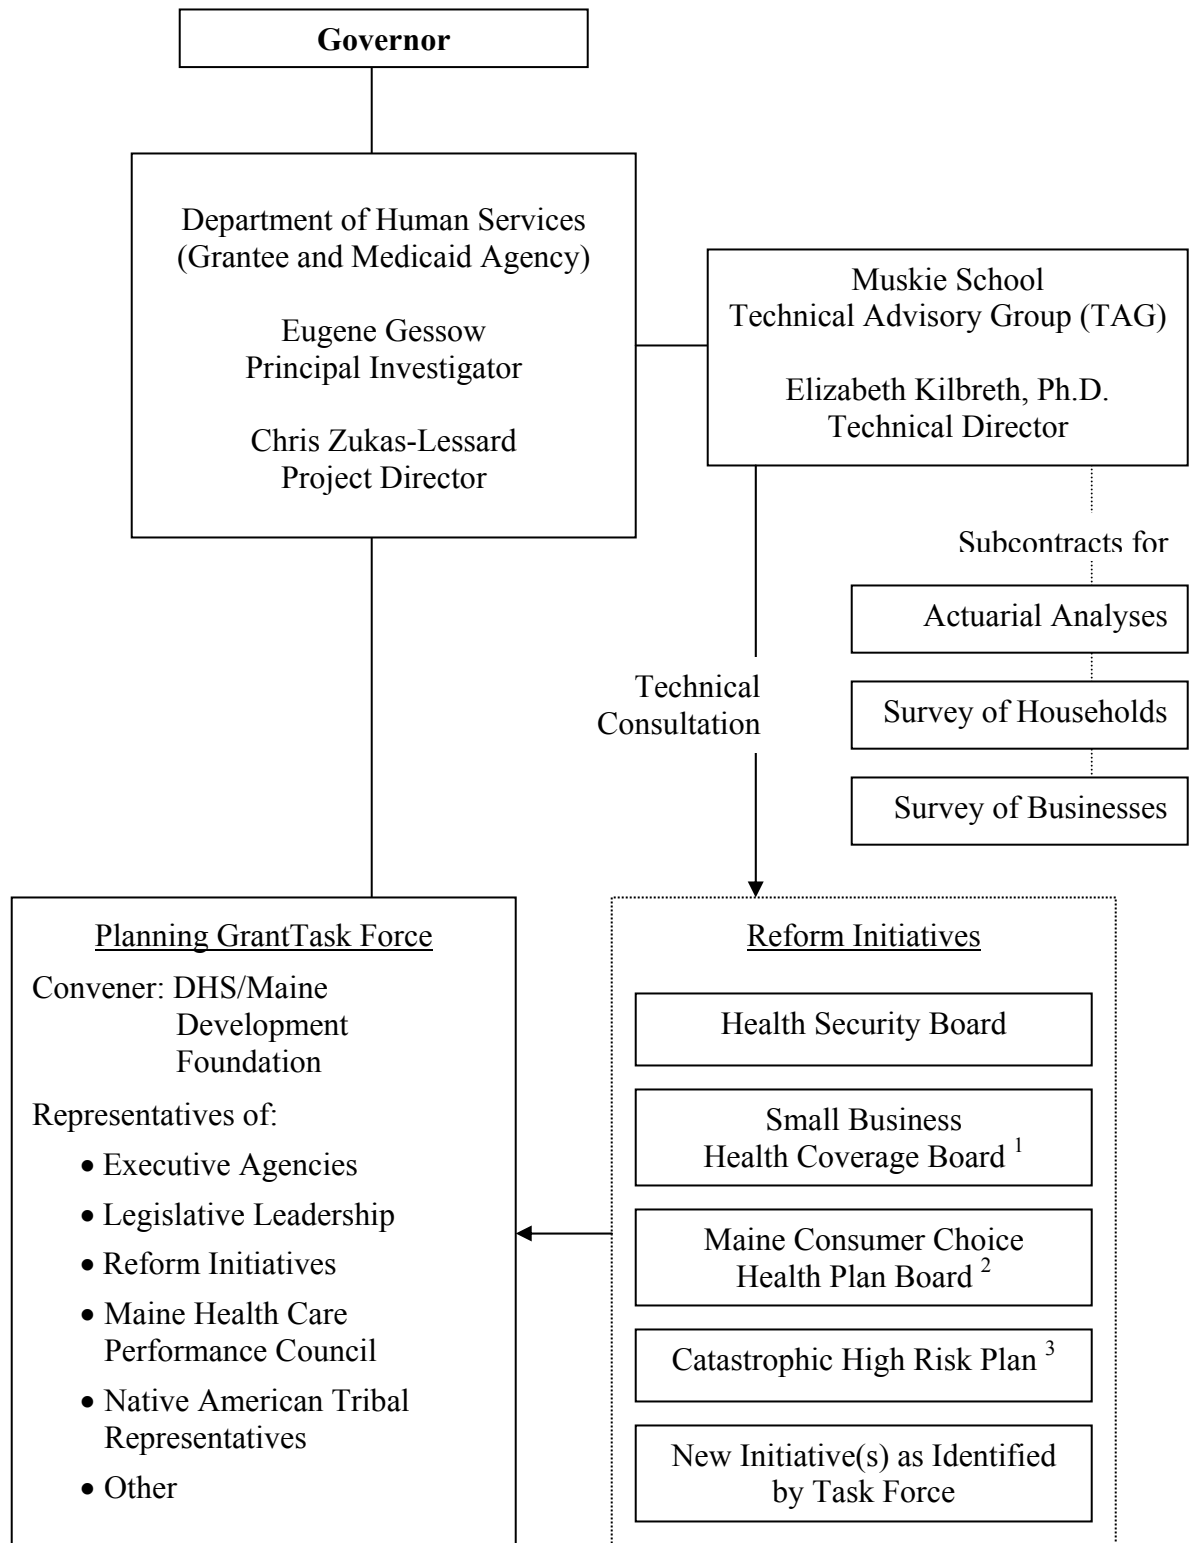 Governor
Department of Human Services
(Grantee and Medicaid Agency)
Eugene Gessow
Principal Investigator
Chris Zukas-Lessard
Project Director
Muskie School
Technical Advisory Group (TAG)
Elizabeth Kilbreth, Ph.D.
Technical Director
Subcontracts for
Actuarial Analyses
Survey of Households
Survey of Businesses
Technical
Consultation
Planning GrantTask Force
Convener: DHS/Maine
Development
Foundation
Representatives of:
• Executive Agencies
• Legislative Leadership
• Reform Initiatives
• Maine Health Care
Performance Council
• Native American Tribal
Representatives
• Other
Reform Initiatives
Health Security Board
Small Business
Health Coverage Board 1
Maine Consumer Choice
Health Plan Board 2
Catastrophic High Risk Plan 3
New Initiative(s) as Identified
by Task Force